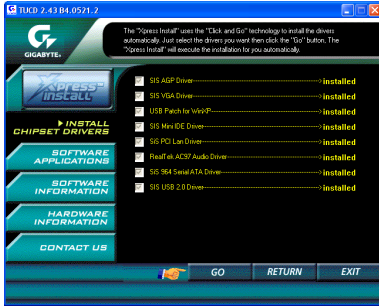 TUCD 2.43 B4.0521.2
GIGABYTE
The "Xpress Install" uses the "Click and Go" technology to install the drivers
automatically. Just select the drivers you want then click the "Go" button. The
"Xpress Install" will execute the installation for you automatically.
Xpress™
Install
INSTALL
CHIPSET DRIVERS
SOFTWARE
APPLICATIONS
SOFTWARE
INFORMATION
HARDWARE
INFORMATION
CONTACT US
SIS AGP Driver-->installed
SIS VGA Driver-->installed
USB Patch for WinXP-->installed
SIS Mini IDE Driver-->installed
SiS PCI Lan Driver-->installed
RealTek AC97 Audio Driver-->installed
SiS 964 Serial ATA Driver-->installed
SIS USB 2.0 Driver-->installed
GO
RETURN
EXIT